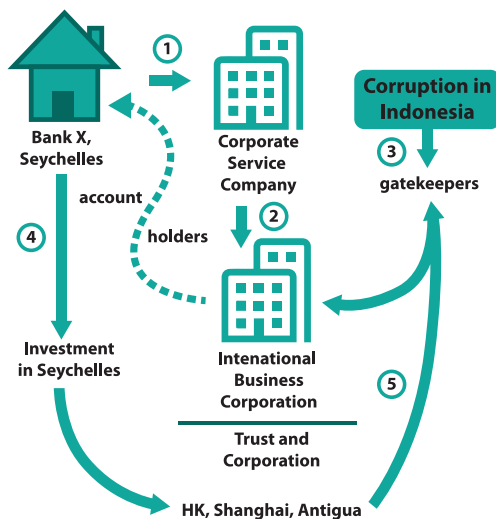 1
Corruption in
Indonesia
Bank X,
Seychelles
Corporate
Service
Company
3
gatekeepers
account
2
4
holders
Investment
in Seychelles
Intenational
Business
Corporation
5
Trust and
Corporation
HK, Shanghai, Antigua